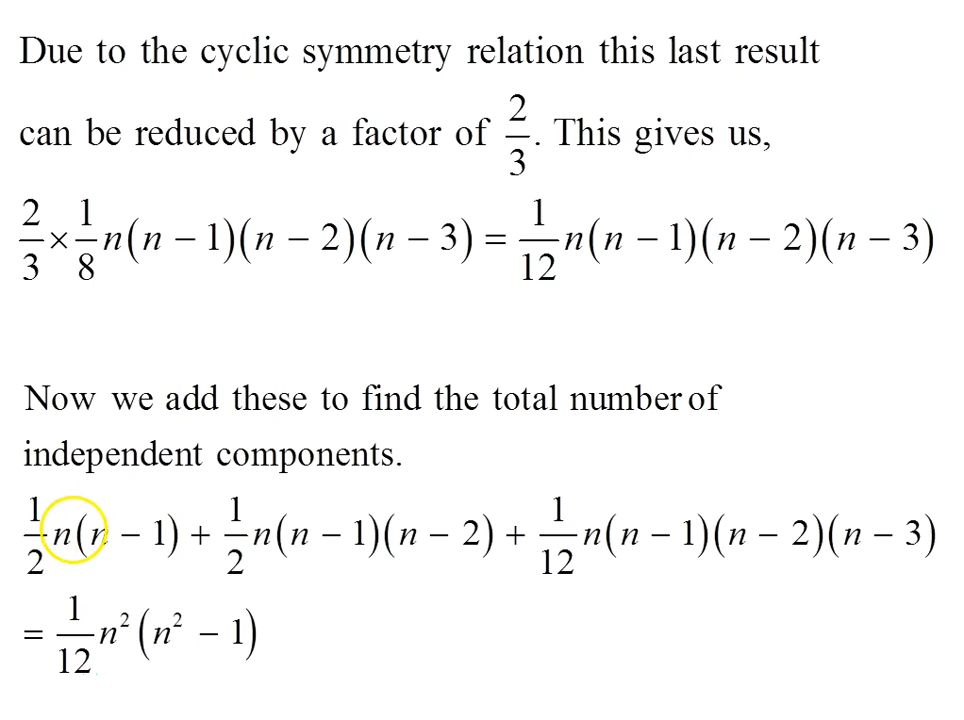 Due to the cyclic symmetry relation this last result
can be reduced by a factor of 2/3. This gives us,
2/3 × 1/8 n(n − 1)(n − 2)(n − 3) = 1/12 n(n − 1)(n − 2)(n − 3)
Now we add these to find the total number of
independent components.
1/2 n(n − 1) + 1/2 n(n − 1)(n − 2) + 1/12 n(n − 1)(n − 2)(n − 3)
= 1/12 n²(n² − 1)